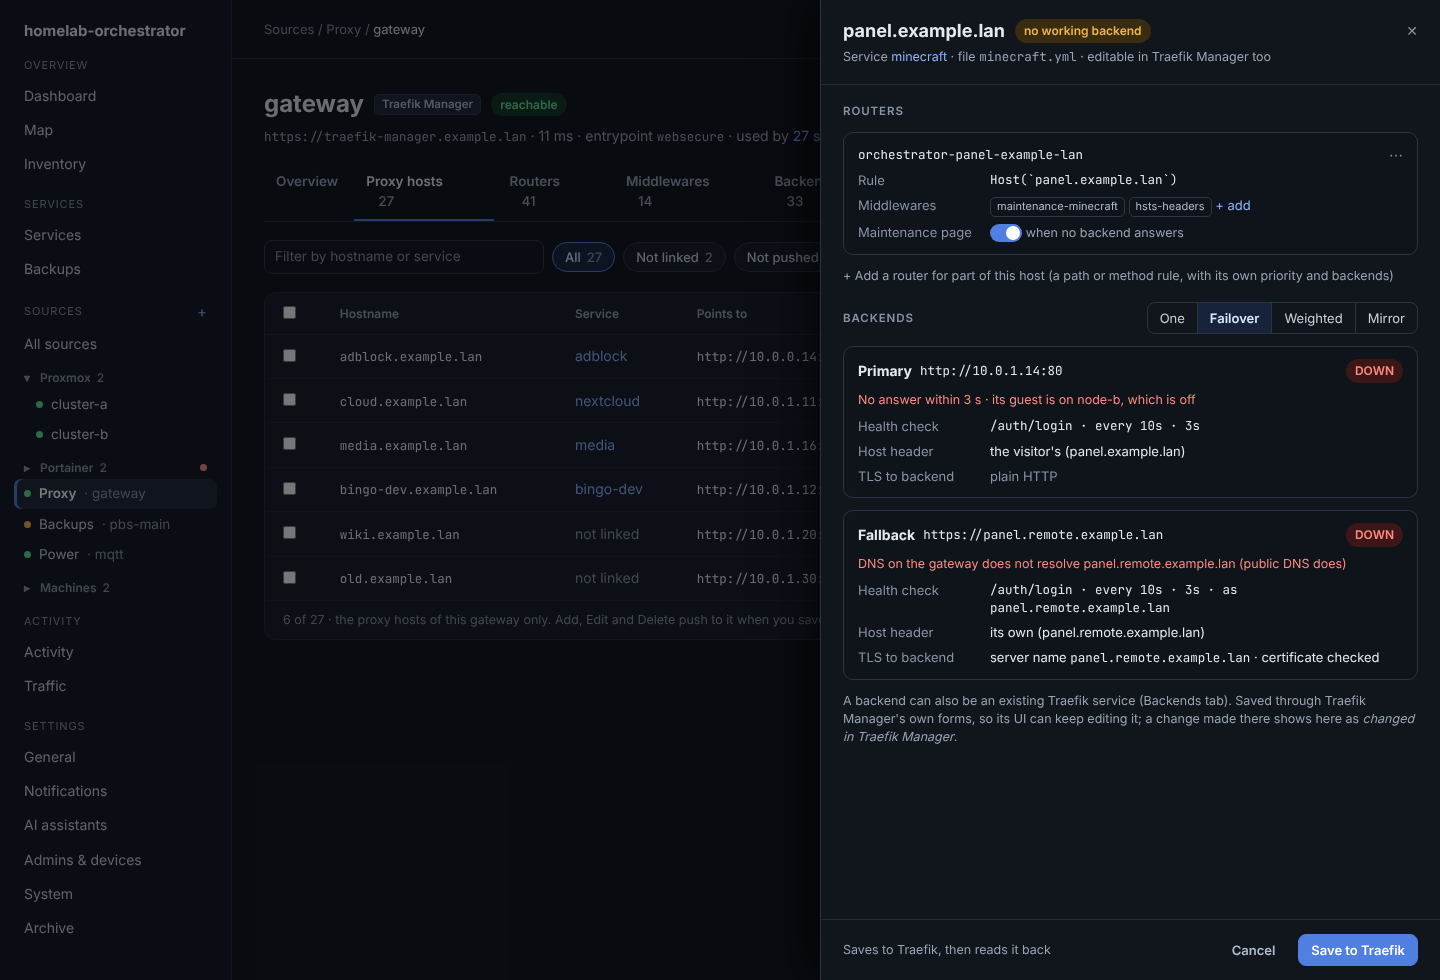 homelab-orchestrator
OVERVIEW
Dashboard
Map
Inventory
SERVICES
Services
Backups
SOURCES +
All sources
▾ Proxmox 2
cluster-a
cluster-b
▸ Portainer 2
Proxy · gateway
Backups · pbs-main
Power · mqtt
▸ Machines 2
ACTIVITY
Activity
Traffic
SETTINGS
General
Notifications
AI assistants
Admins & devices
System
Archive
Sources / Proxy / gateway
gateway Traefik Manager reachable
https://traefik-manager.example.lan · 11 ms · entrypoint websecure · used by 27 s
Overview Proxy hosts 27 Routers 41 Middlewares 14 Backen 33
Filter by hostname or service All 27 Not linked 2 Not pushed
Hostname Service Points to
adblock.example.lan adblock http://10.0.0.14:
cloud.example.lan nextcloud http://10.0.1.11:
media.example.lan media http://10.0.1.16:
bingo-dev.example.lan bingo-dev http://10.0.1.12:
wiki.example.lan not linked http://10.0.1.20:
old.example.lan not linked http://10.0.1.30:
6 of 27 · the proxy hosts of this gateway only. Add, Edit and Delete push to it when you save
panel.example.lan no working backend ×
Service minecraft · file minecraft.yml · editable in Traefik Manager too
ROUTERS
orchestrator-panel-example-lan ···
Rule Host(`panel.example.lan`)
Middlewares maintenance-minecraft hsts-headers + add
Maintenance page when no backend answers
+ Add a router for part of this host (a path or method rule, with its own priority and backends)
BACKENDS One Failover Weighted Mirror
Primary http://10.0.1.14:80 DOWN
No answer within 3 s · its guest is on node-b, which is off
Health check /auth/login · every 10s · 3s
Host header the visitor's (panel.example.lan)
TLS to backend plain HTTP
Fallback https://panel.remote.example.lan DOWN
DNS on the gateway does not resolve panel.remote.example.lan (public DNS does)
Health check /auth/login · every 10s · 3s · as
panel.remote.example.lan
Host header its own (panel.remote.example.lan)
TLS to backend server name panel.remote.example.lan · certificate checked
A backend can also be an existing Traefik service (Backends tab). Saved through Traefik
Manager's own forms, so its UI can keep editing it; a change made there shows here as changed
in Traefik Manager.
Saves to Traefik, then reads it back Cancel Save to Traefik